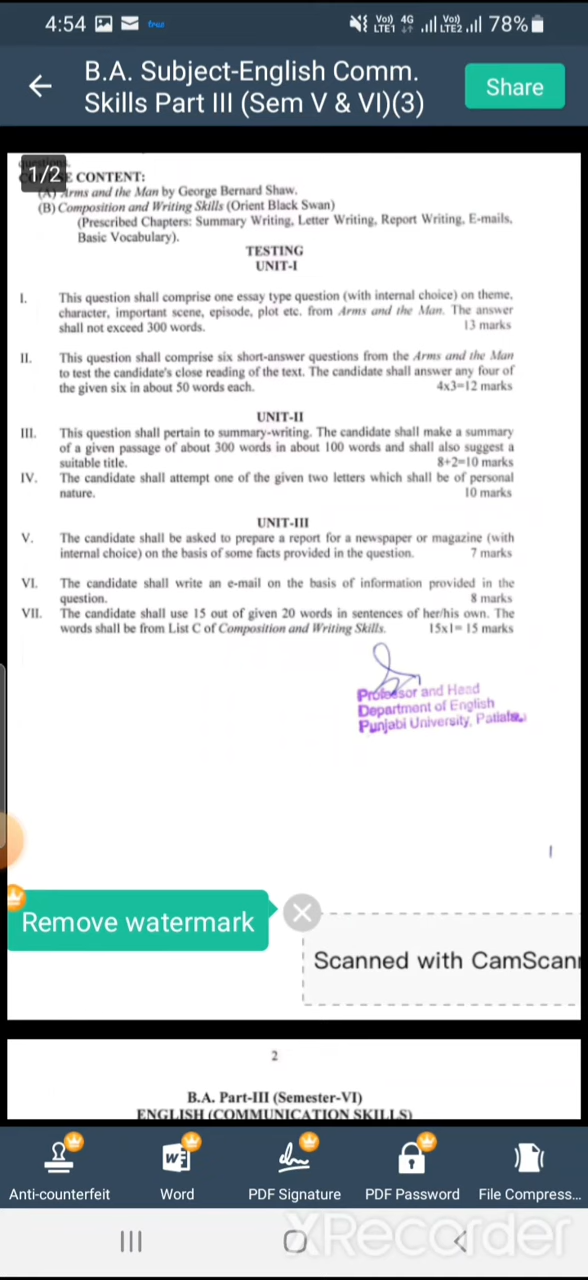 4:54 Vo)) LTE1 4G Vo)) LTE2 78%
B.A. Subject-English Comm.
Skills Part III (Sem V & VI)(3)
Share
questions.
1/2
E CONTENT:
(A) Arms and the Man by George Bernard Shaw.
(B) Composition and Writing Skills (Orient Black Swan)
(Prescribed Chapters: Summary Writing, Letter Writing, Report Writing, E-mails,
Basic Vocabulary).
TESTING
UNIT-I
I. This question shall comprise one essay type question (with internal choice) on theme,
character, important scene, episode, plot etc. from Arms and the Man. The answer
shall not exceed 300 words. 13 marks
II. This question shall comprise six short-answer questions from the Arms and the Man
to test the candidate's close reading of the text. The candidate shall answer any four of
the given six in about 50 words each. 4x3=12 marks
UNIT-II
III. This question shall pertain to summary-writing. The candidate shall make a summary
of a given passage of about 300 words in about 100 words and shall also suggest a
suitable title. 8+2=10 marks
IV. The candidate shall attempt one of the given two letters which shall be of personal
nature. 10 marks
UNIT-III
V. The candidate shall be asked to prepare a report for a newspaper or magazine (with
internal choice) on the basis of some facts provided in the question. 7 marks
VI. The candidate shall write an e-mail on the basis of information provided in the
question. 8 marks
VII. The candidate shall use 15 out of given 20 words in sentences of her/his own. The
words shall be from List C of Composition and Writing Skills. 15x1= 15 marks
Professor and Head
Department of English
Punjabi University, Patiala
Remove watermark
Scanned with CamScan
2
B.A. Part-III (Semester-VI)
ENGLISH (COMMUNICATION SKILLS)
Anti-counterfeit Word PDF Signature PDF Password File Compress...
XRecorder